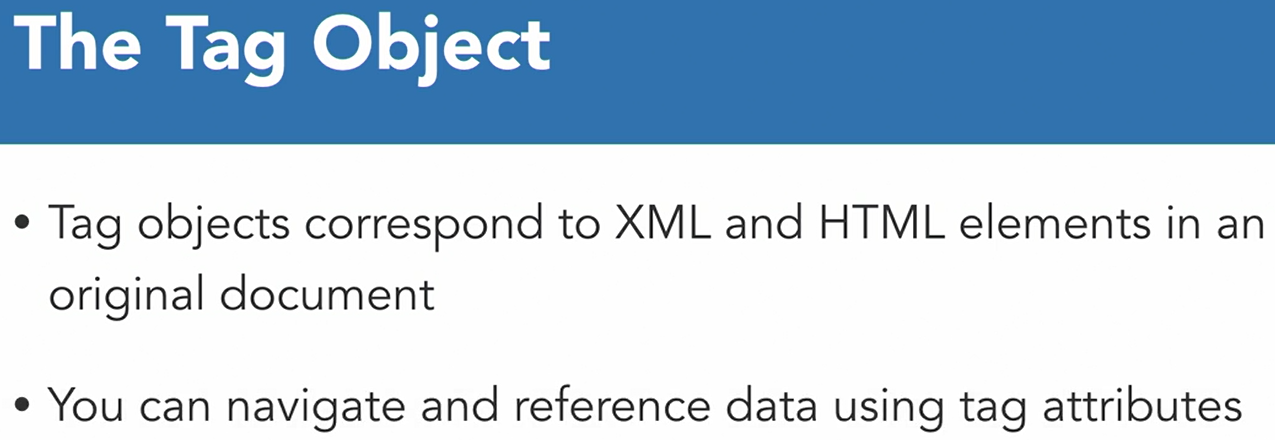 The Tag Object
• Tag objects correspond to XML and HTML elements in an
original document
• You can navigate and reference data using tag attributes